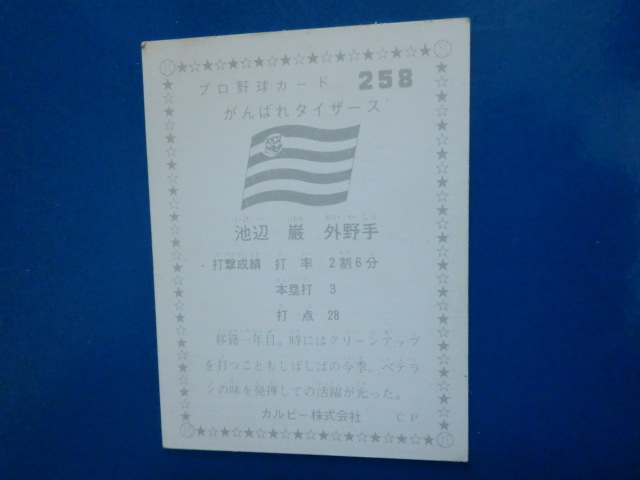 プロ野球カード 258
がんばれタイガース
池辺 巌 外野手
打撃成績 打率 2割6分
本塁打 3
打点 28
移籍一年目。時にはクリーンアップ
を打つこともしばしばの今季。ベテラ
ンの味を発揮しての活躍が光った。
カルビー株式会社 CP